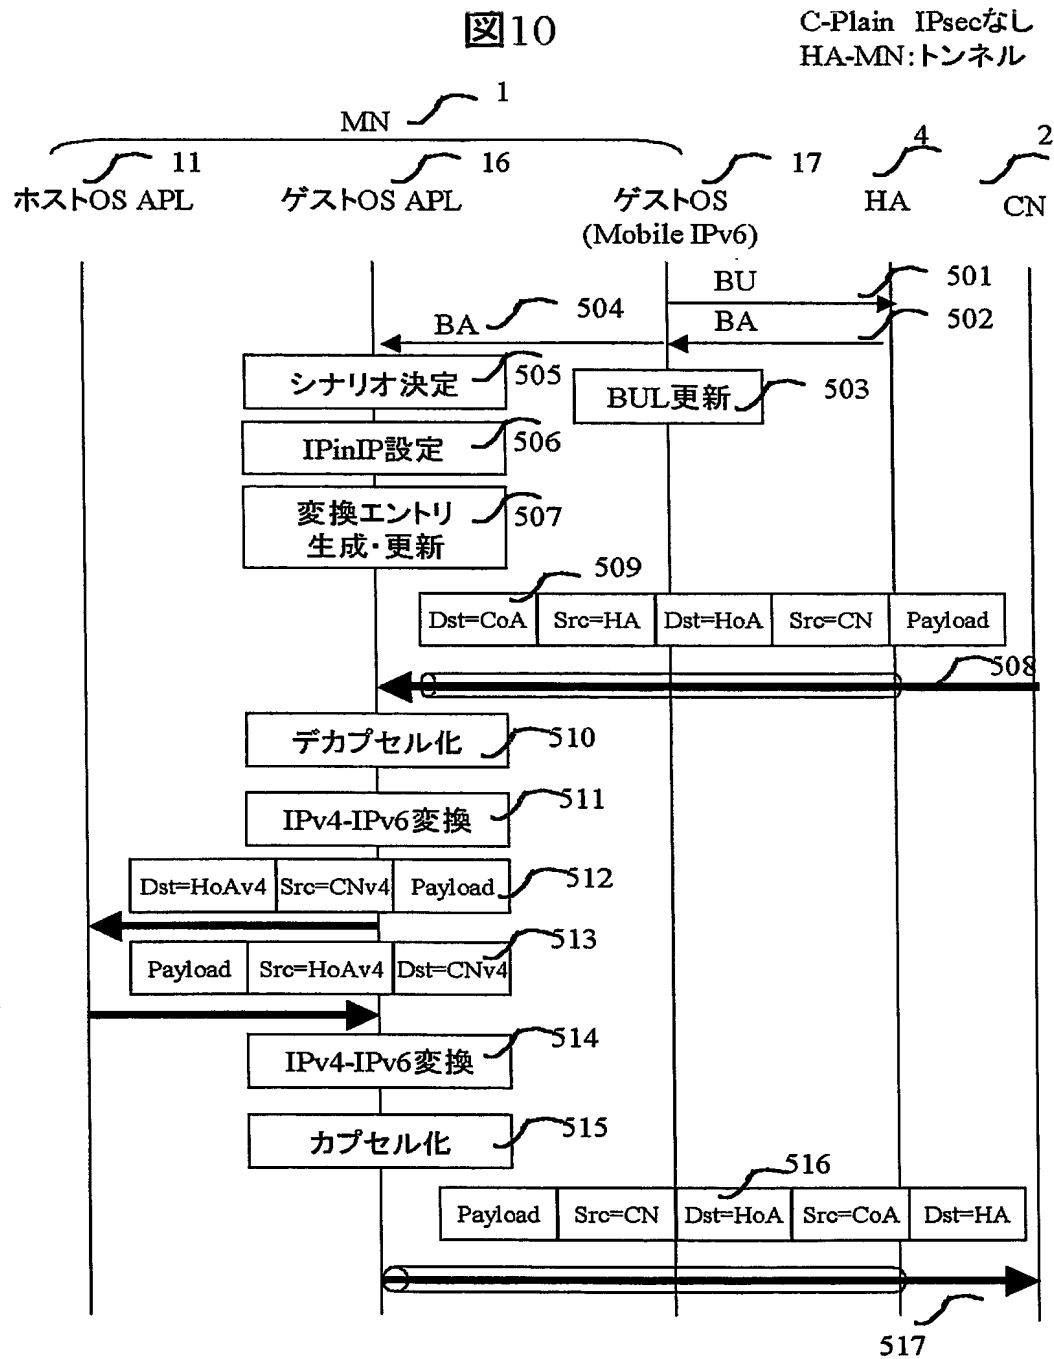 図10
C-Plain IPsecなし
HA-MN:トンネル
1
MN
11
16
17
4
2
ホストOS APL
ゲストOS APL
ゲストOS
(Mobile IPv6)
HA
CN
BU
501
504
BA
BA
502
シナリオ決定
505
BUL更新
503
IPinIP設定
506
変換エントリ
生成・更新
507
509
Dst=CoA Src=HA Dst=HoA Src=CN Payload
508
デカプセル化
510
IPv4-IPv6変換
511
Dst=HoAv4 Src=CNv4 Payload
512
513
Payload Src=HoAv4 Dst=CNv4
IPv4-IPv6変換
514
カプセル化
515
516
Payload Src=CN Dst=HoA Src=CoA Dst=HA
517